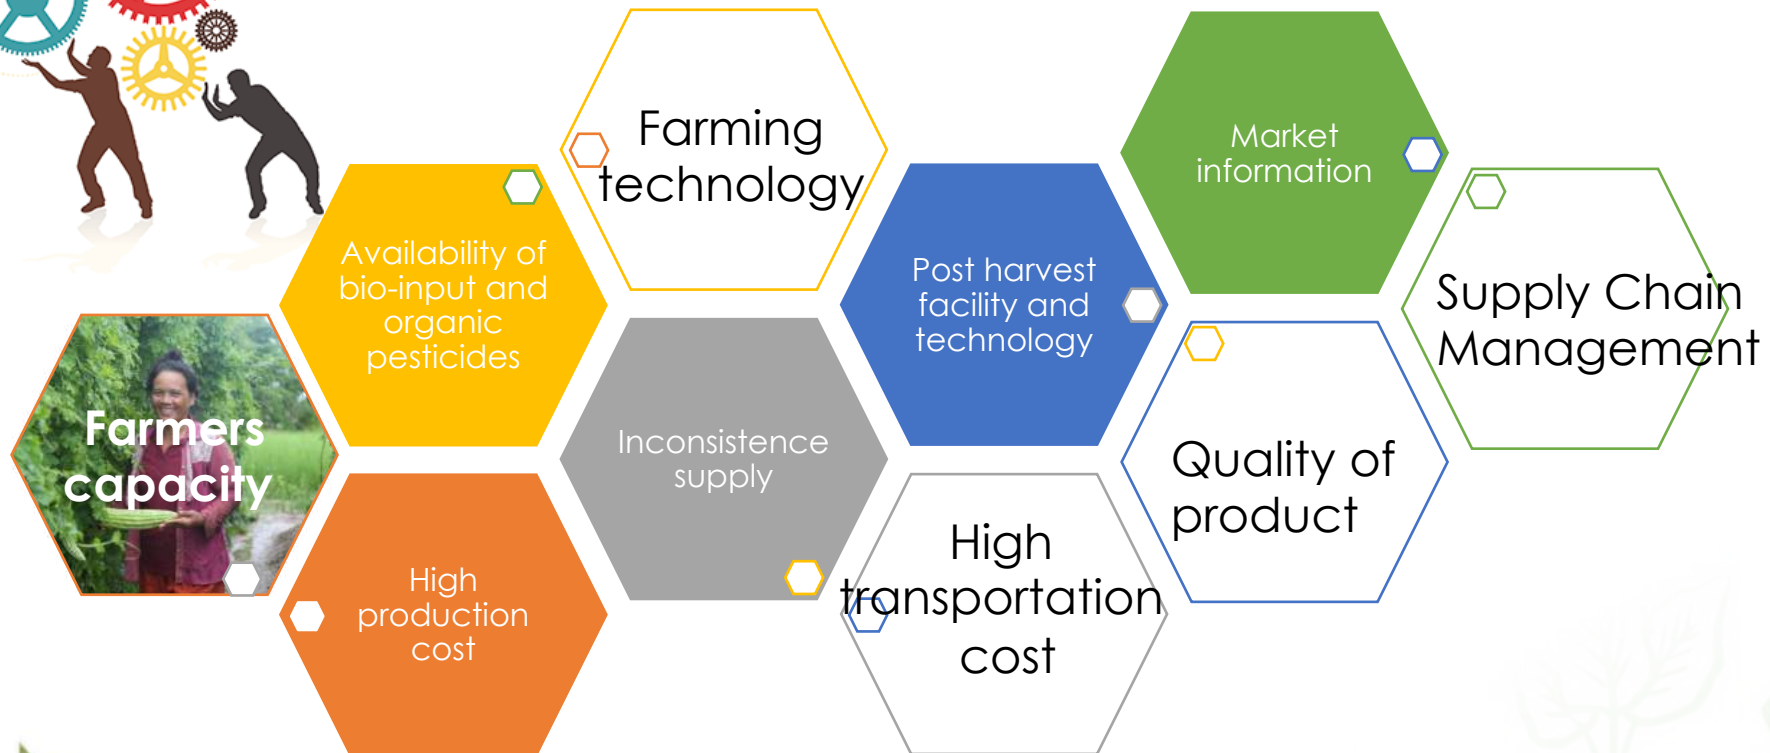 Farming
technology
Market
information
Availability of
bio-input and
organic
pesticides
Post harvest
facility and
technology
Supply Chain
Management
Farmers
capacity
Inconsistence
supply
Quality of
product
High
production
cost
High
transportation
cost